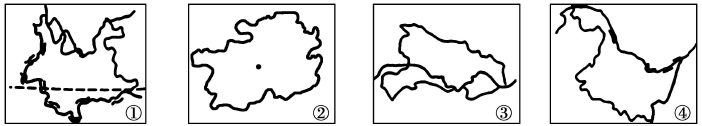 ① ② ③ ④